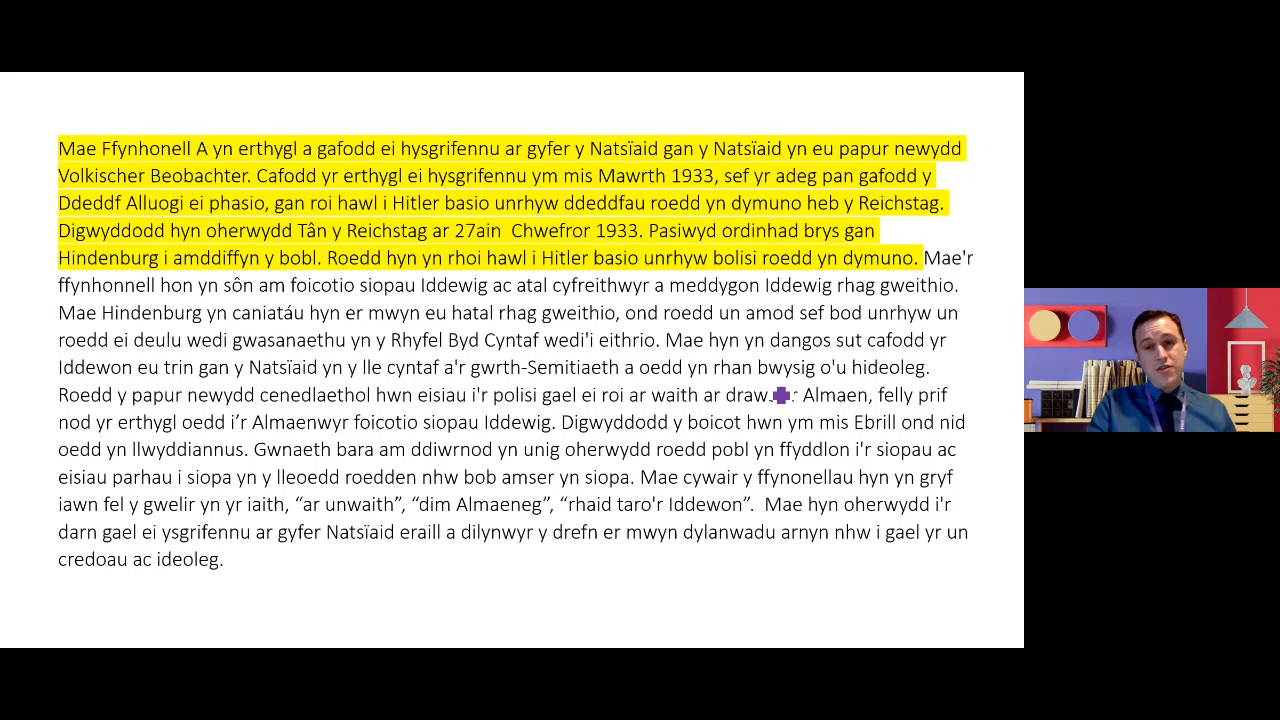 Mae Ffynhonell A yn erthygl a gafodd ei hysgrifennu ar gyfer y Natsïaid gan y Natsïaid yn eu papur newydd
Volkischer Beobachter. Cafodd yr erthygl ei hysgrifennu ym mis Mawrth 1933, sef yr adeg pan gafodd y
Ddeddf Alluogi ei phasio, gan roi hawl i Hitler basio unrhyw ddeddfau roedd yn dymuno heb y Reichstag.
Digwyddodd hyn oherwydd Tân y Reichstag ar 27ain  Chwefror 1933. Pasiwyd ordinhad brys gan
Hindenburg i amddiffyn y bobl. Roedd hyn yn rhoi hawl i Hitler basio unrhyw bolisi roedd yn dymuno. Mae'r
ffynhonnell hon yn sôn am foicotio siopau Iddewig ac atal cyfreithwyr a meddygon Iddewig rhag gweithio.
Mae Hindenburg yn caniatáu hyn er mwyn eu hatal rhag gweithio, ond roedd un amod sef bod unrhyw un
roedd ei deulu wedi gwasanaethu yn y Rhyfel Byd Cyntaf wedi'i eithrio. Mae hyn yn dangos sut cafodd yr
Iddewon eu trin gan y Natsïaid yn y lle cyntaf a'r gwrth-Semitiaeth a oedd yn rhan bwysig o'u hideoleg.
Roedd y papur newydd cenedlaethol hwn eisiau i'r polisi gael ei roi ar waith ar draw Almaen, felly prif
nod yr erthygl oedd i’r Almaenwyr foicotio siopau Iddewig. Digwyddodd y boicot hwn ym mis Ebrill ond nid
oedd yn llwyddiannus. Gwnaeth bara am ddiwrnod yn unig oherwydd roedd pobl yn ffyddlon i'r siopau ac
eisiau parhau i siopa yn y lleoedd roedden nhw bob amser yn siopa. Mae cywair y ffynonellau hyn yn gryf
iawn fel y gwelir yn yr iaith, “ar unwaith”, “dim Almaeneg”, “rhaid taro'r Iddewon”.  Mae hyn oherwydd i'r
darn gael ei ysgrifennu ar gyfer Natsïaid eraill a dilynwyr y drefn er mwyn dylanwadu arnyn nhw i gael yr un
credoau ac ideoleg.